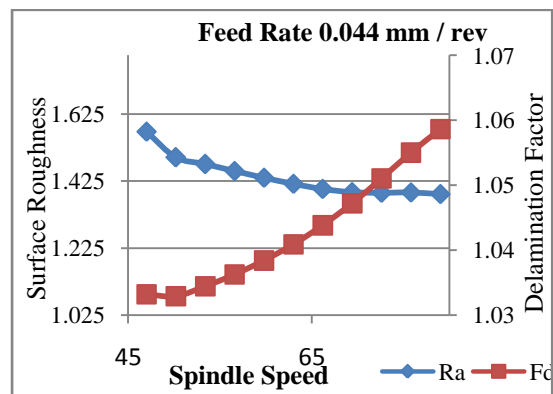 Feed Rate 0.044 mm / rev
Surface Roughness
1.625
1.425
1.225
1.025
1.07
1.06
1.05
1.04
1.03
Delamination Factor
45
65
Spindle Speed
Ra
Fd